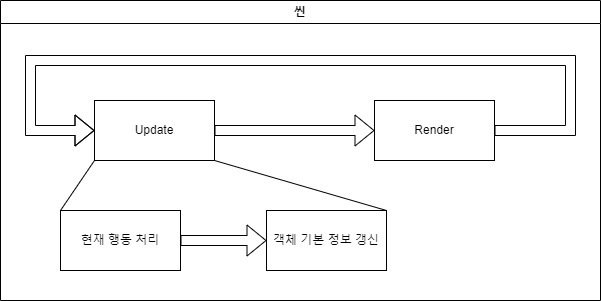 씬
Update
Render
현재 행동 처리
객체 기본 정보 갱신